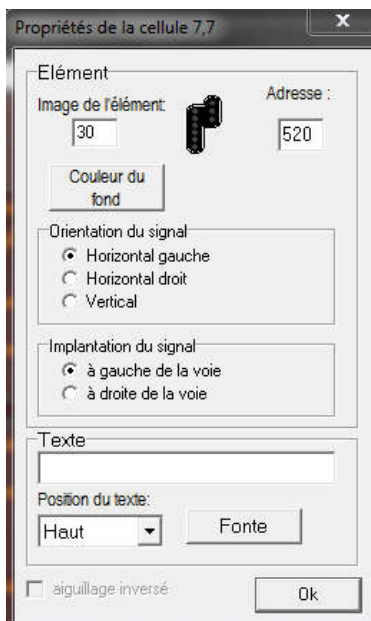 Propriétés de la cellule 7,7
x
Elément
Image de l'élément:
Adresse :
30
520
Couleur du
fond
Orientation du signal
Horizontal gauche
Horizontal droit
Vertical
Implantation du signal
à gauche de la voie
à droite de la voie
Texte
Position du texte:
Haut
Fonte
aiguillage inversé
Ok